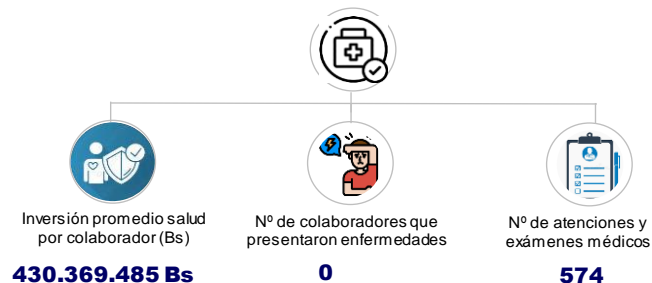 Inversión promedio salud
por colaborador (Bs)
430.369.485 Bs
Nº de colaboradores que
presentaron enfermedades
0
Nº de atenciones y
exámenes médicos
574